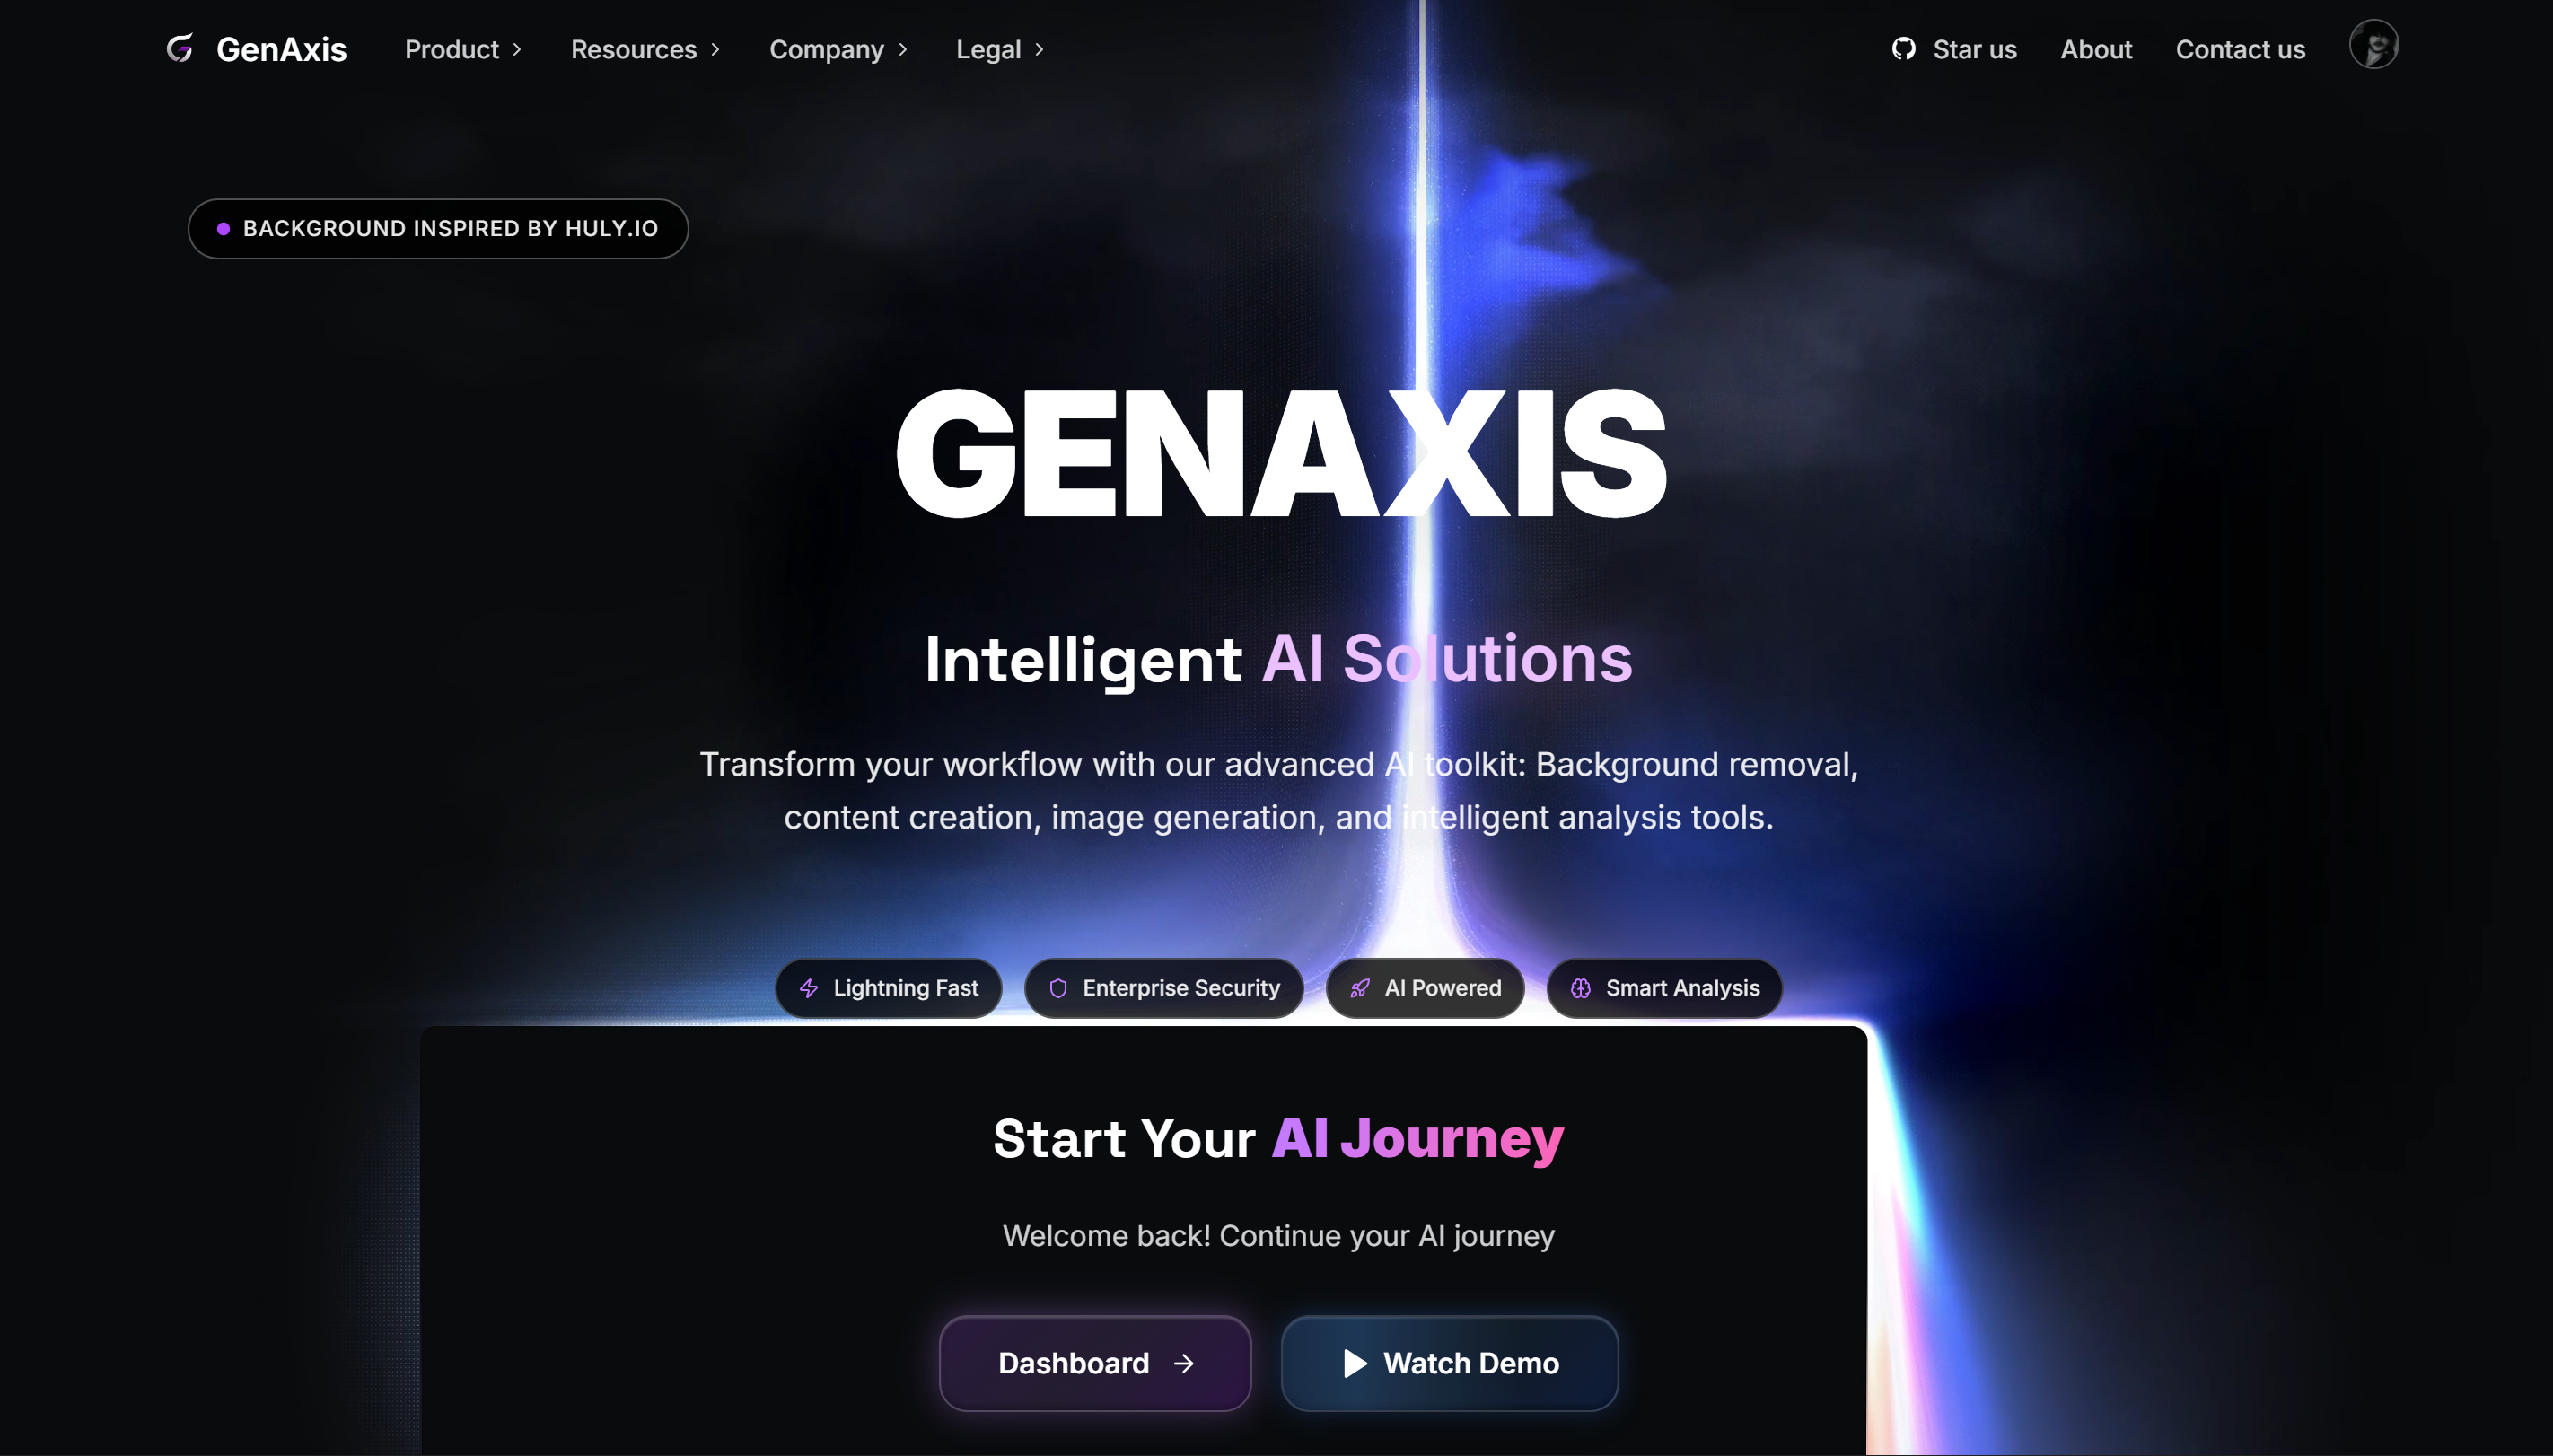 GenAxis
Product
Resources
Company
Legal
Star us
About
Contact us
BACKGROUND INSPIRED BY HULY.IO
GENAXIS
Intelligent AI Solutions
Transform your workflow with our advanced AI toolkit: Background removal,
content creation, image generation, and intelligent analysis tools.
Lightning Fast
Enterprise Security
AI Powered
Smart Analysis
Start Your AI Journey
Welcome back! Continue your AI journey
Dashboard
Watch Demo